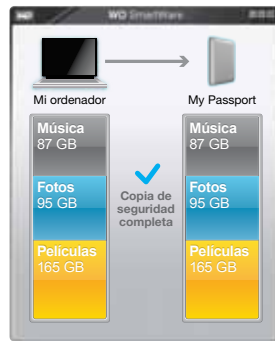 WD SmartWare
Mi ordenador
My Passport
Música
87 GB
Fotos
95 GB
Películas
165 GB
Copia de
seguridad
completa
Música
87 GB
Fotos
95 GB
Películas
165 GB